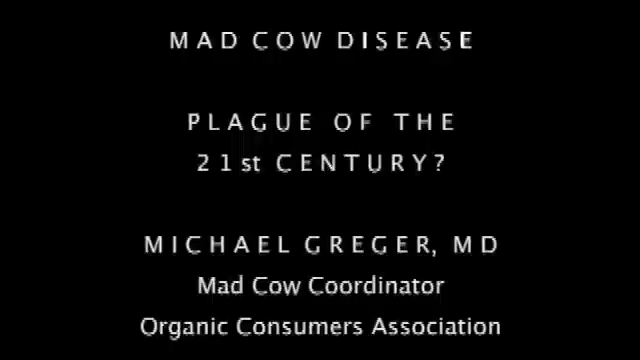 MAD COW DISEASE
PLAGUE OF THE
21st CENTURY?
MICHAEL GREGER, MD
Mad Cow Coordinator
Organic Consumers Association